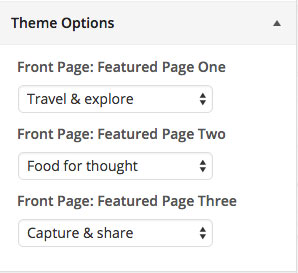 Theme Options
Front Page: Featured Page One
Travel & explore
Front Page: Featured Page Two
Food for thought
Front Page: Featured Page Three
Capture & share